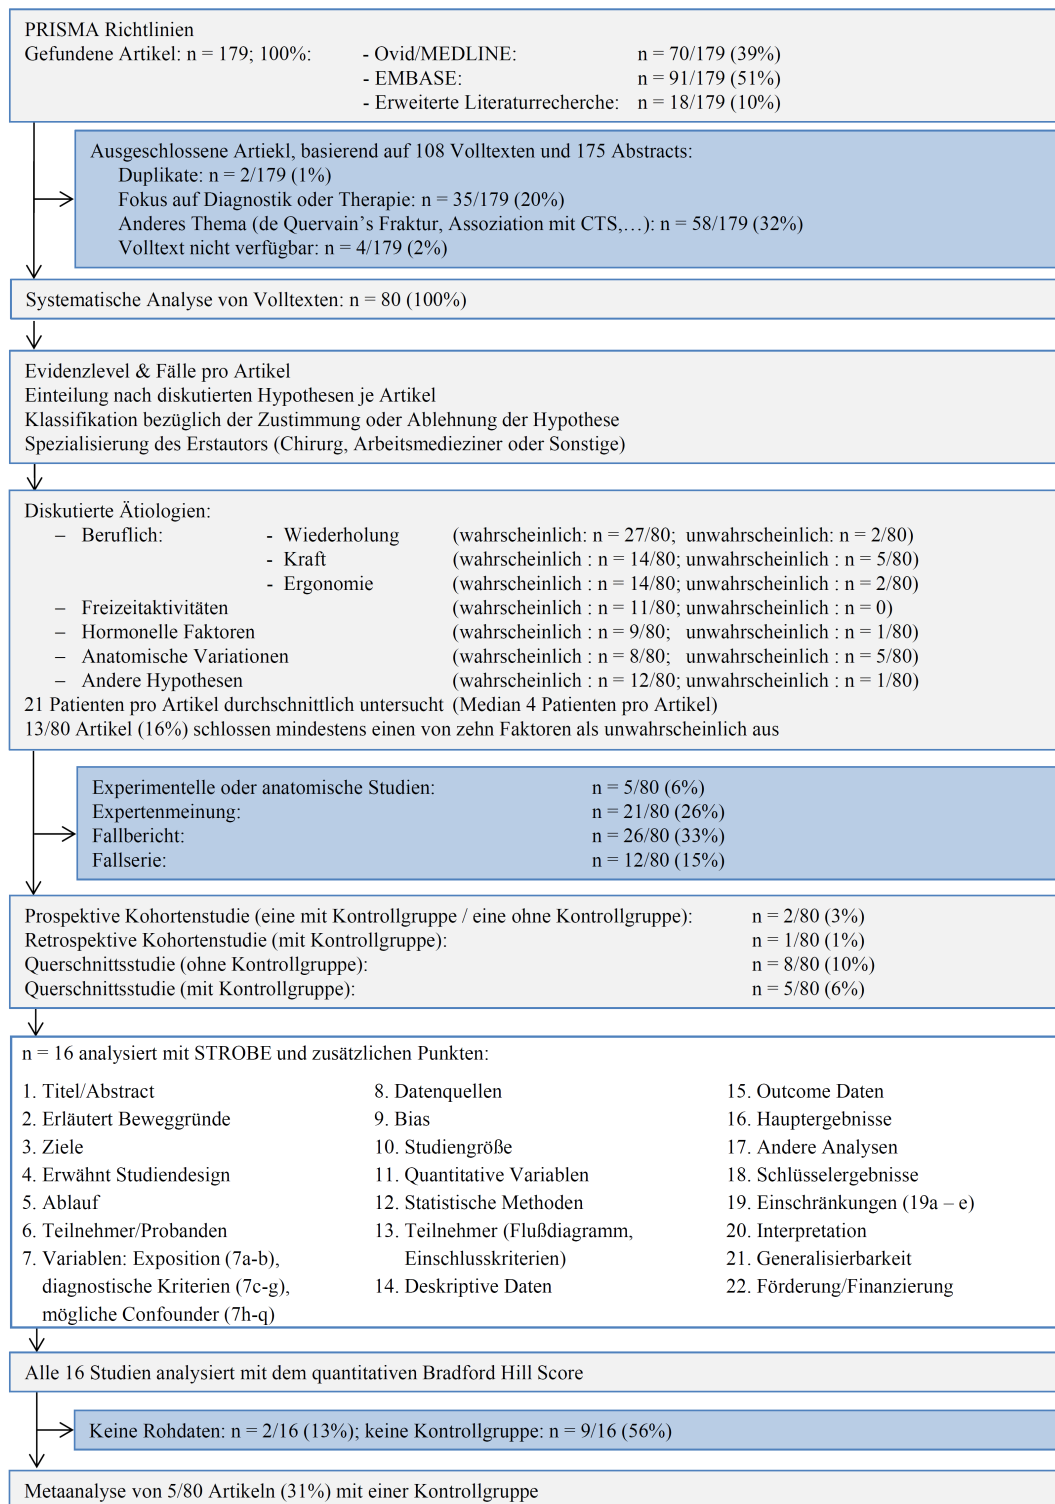 PRISMA Richtlinien
Gefundene Artikel: n = 179; 100%: - Ovid/MEDLINE: n = 70/179 (39%)
- EMBASE: n = 91/179 (51%)
- Erweiterte Literaturrecherche: n = 18/179 (10%)
Ausgeschlossene Artiekl, basierend auf 108 Volltexten und 175 Abstracts:
Duplikate: n = 2/179 (1%)
Fokus auf Diagnostik oder Therapie: n = 35/179 (20%)
Anderes Thema (de Quervain's Fraktur, Assoziation mit CTS,…): n = 58/179 (32%)
Volltext nicht verfügbar: n = 4/179 (2%)
Systematische Analyse von Volltexten: n = 80 (100%)
Evidenzlevel & Fälle pro Artikel
Einteilung nach diskutierten Hypothesen je Artikel
Klassifikation bezüglich der Zustimmung oder Ablehnung der Hypothese
Spezialisierung des Erstautors (Chirurg, Arbeitsmedieziner oder Sonstige)
Diskutierte Ätiologien:
– Beruflich: - Wiederholung (wahrscheinlich: n = 27/80; unwahrscheinlich: n = 2/80)
- Kraft (wahrscheinlich : n = 14/80; unwahrscheinlich : n = 5/80)
- Ergonomie (wahrscheinlich : n = 14/80; unwahrscheinlich : n = 2/80)
– Freizeitaktivitäten (wahrscheinlich : n = 11/80; unwahrscheinlich : n = 0)
– Hormonelle Faktoren (wahrscheinlich : n = 9/80; unwahrscheinlich : n = 1/80)
– Anatomische Variationen (wahrscheinlich : n = 8/80; unwahrscheinlich : n = 5/80)
– Andere Hypothesen (wahrscheinlich : n = 12/80; unwahrscheinlich : n = 1/80)
21 Patienten pro Artikel durchschnittlich untersucht (Median 4 Patienten pro Artikel)
13/80 Artikel (16%) schlossen mindestens einen von zehn Faktoren als unwahrscheinlich aus
Experimentelle oder anatomische Studien: n = 5/80 (6%)
Expertenmeinung: n = 21/80 (26%)
Fallbericht: n = 26/80 (33%)
Fallserie: n = 12/80 (15%)
Prospektive Kohortenstudie (eine mit Kontrollgruppe / eine ohne Kontrollgruppe): n = 2/80 (3%)
Retrospektive Kohortenstudie (mit Kontrollgruppe): n = 1/80 (1%)
Querschnittsstudie (ohne Kontrollgruppe): n = 8/80 (10%)
Querschnittsstudie (mit Kontrollgruppe): n = 5/80 (6%)
n = 16 analysiert mit STROBE und zusätzlichen Punkten:
1. Titel/Abstract
2. Erläutert Beweggründe
3. Ziele
4. Erwähnt Studiendesign
5. Ablauf
6. Teilnehmer/Probanden
7. Variablen: Exposition (7a-b),
diagnostische Kriterien (7c-g),
mögliche Confounder (7h-q)
8. Datenquellen
9. Bias
10. Studiengröße
11. Quantitative Variablen
12. Statistische Methoden
13. Teilnehmer (Flußdiagramm,
Einschlusskriterien)
14. Deskriptive Daten
15. Outcome Daten
16. Hauptergebnisse
17. Andere Analysen
18. Schlüsselergebnisse
19. Einschränkungen (19a – e)
20. Interpretation
21. Generalisierbarkeit
22. Förderung/Finanzierung
Alle 16 Studien analysiert mit dem quantitativen Bradford Hill Score
Keine Rohdaten: n = 2/16 (13%); keine Kontrollgruppe: n = 9/16 (56%)
Metaanalyse von 5/80 Artikeln (31%) mit einer Kontrollgruppe